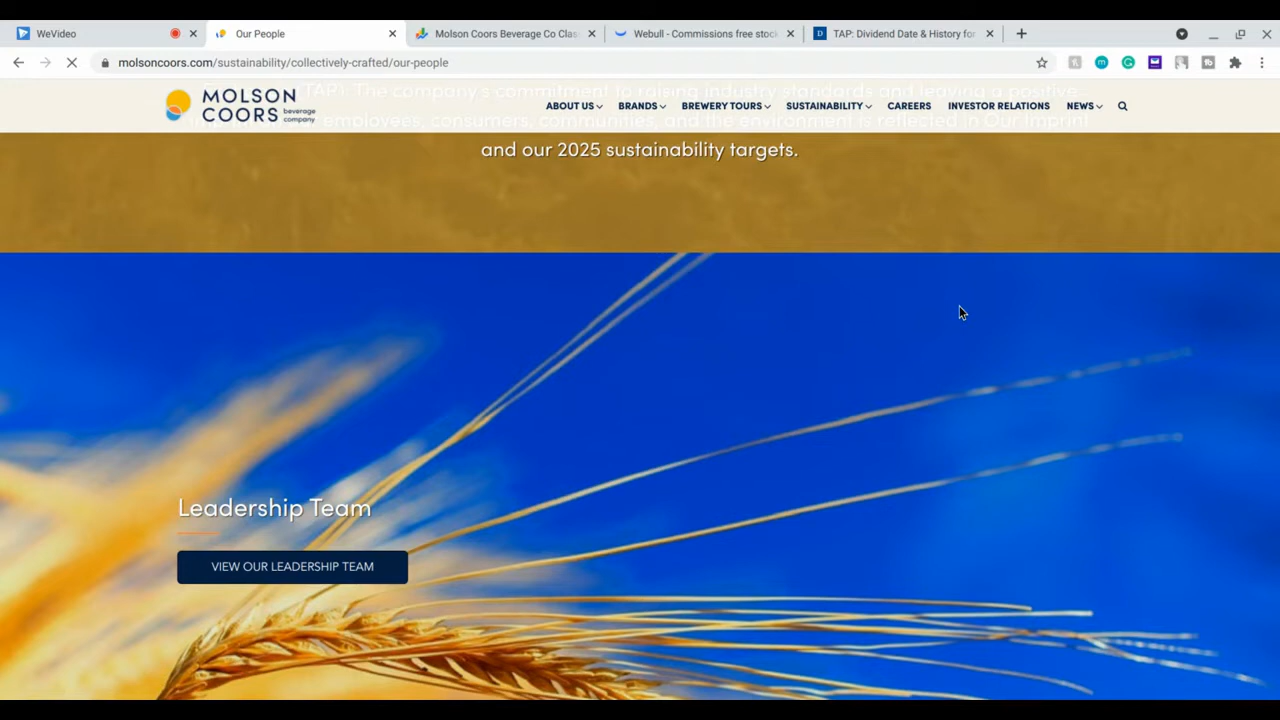 WeVideo
Our People
Molson Coors Beverage Co Clas
Webull - Commissions free stock
TAP: Dividend Date & History for
molsoncoors.com/sustainability/collectively-crafted/our-people
MOLSON COORS beverage company
ABOUT US
BRANDS
BREWERY TOURS
SUSTAINABILITY
CAREERS
INVESTOR RELATIONS
NEWS
TAP). The company's commitment to raising industry standards and leaving a positive
employees, consumers, communities, and the environment is reflected in Our Imprint
and our 2025 sustainability targets.
Leadership Team
VIEW OUR LEADERSHIP TEAM